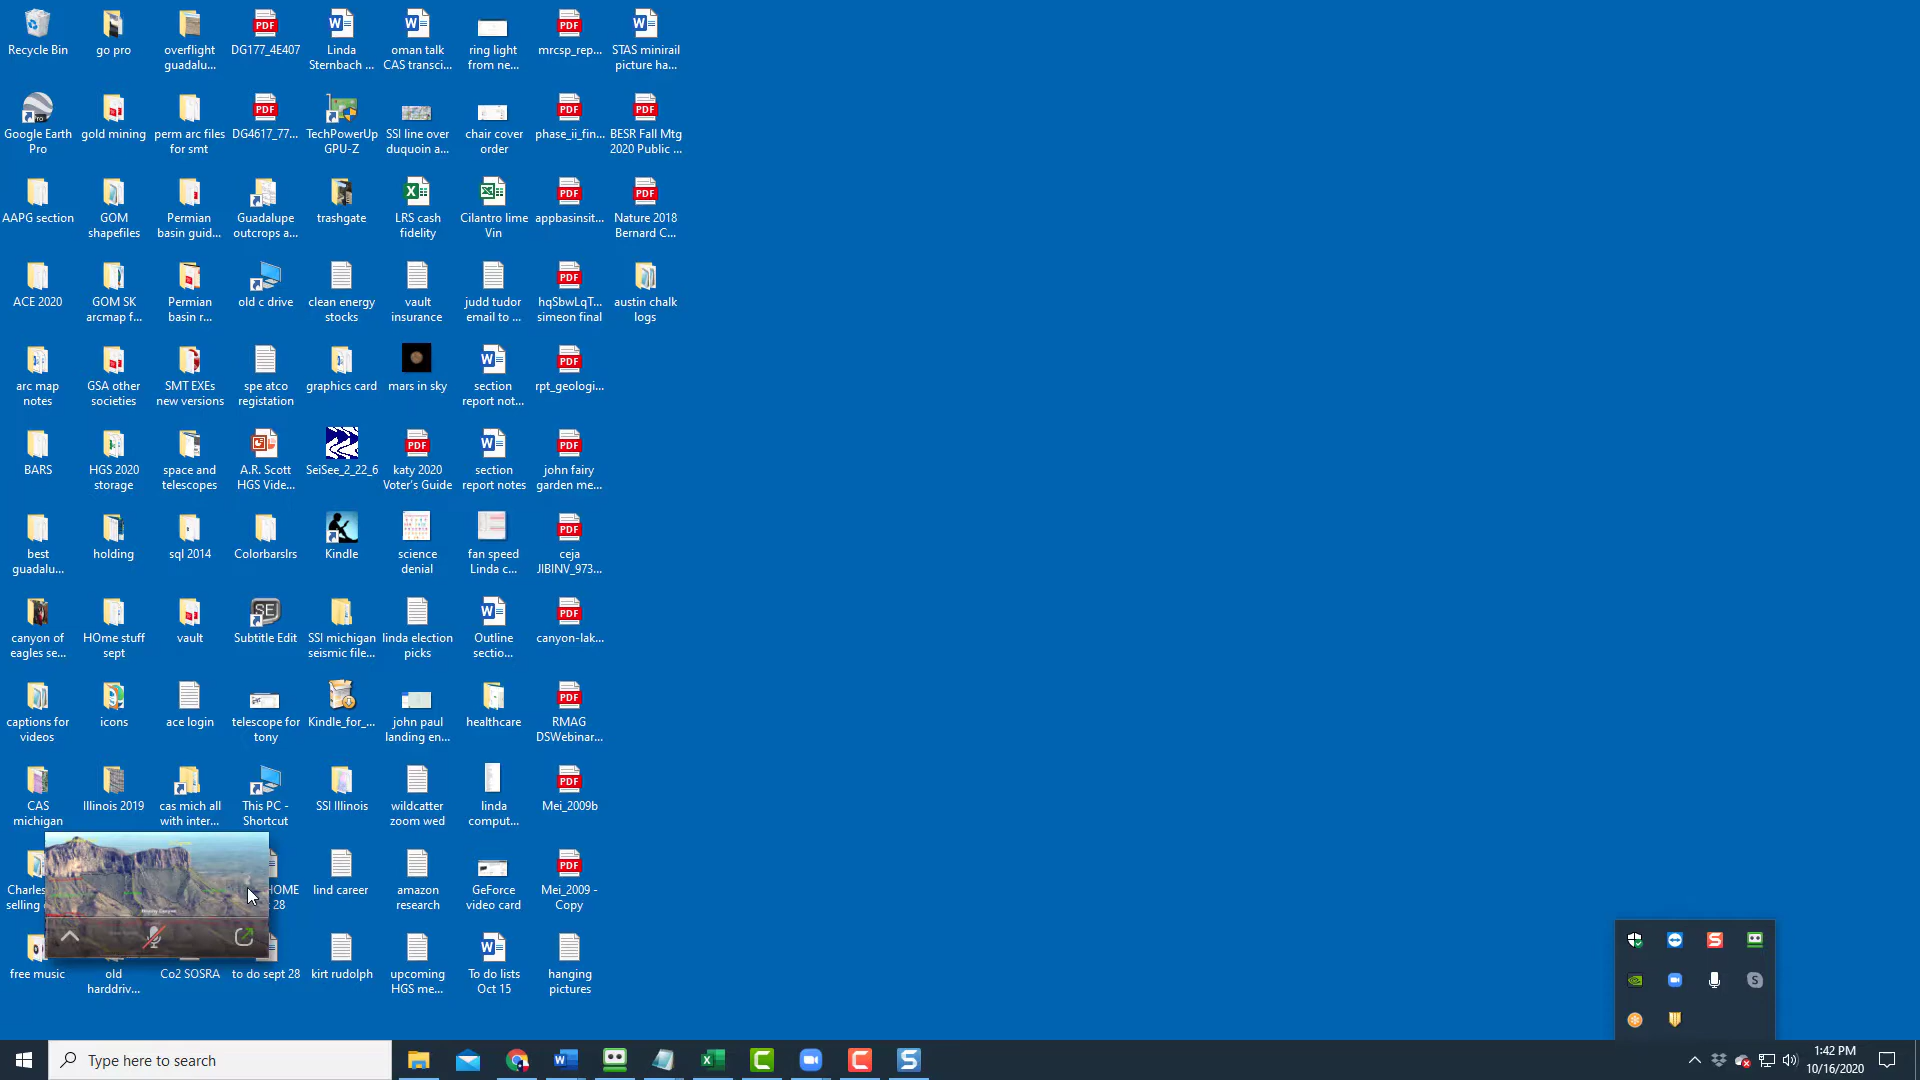 Recycle Bin
go pro
overflight
guadalu...
DG177_4E407
Linda
Sternbach ...
oman talk
CAS transci...
ring light
from ne...
mrcsp_rep...
STAS minirail
picture ha...
Google Earth
Pro
gold mining
perm arc files
for smt
DG4617_77...
TechPowerUp
GPU-Z
SSI line over
duquoin a...
chair cover
order
phase_ii_fin...
BESR Fall Mtg
2020 Public ...
AAPG section
GOM
shapefiles
Permian
basin guid...
Guadalupe
outcrops a...
trashgate
LRS cash
fidelity
Cilantro lime
Vin
appbasinsit...
Nature 2018
Bernard C...
ACE 2020
GOM SK
arcmap f...
Permian
basin r...
old c drive
clean energy
stocks
vault
insurance
judd tudor
email to ...
hqSbwLqT...
simeon final
austin chalk
logs
arc map
notes
GSA other
societies
SMT EXEs
new versions
spe atco
registation
graphics card
mars in sky
section
report not...
rpt_geologi...
BARS
HGS 2020
storage
space and
telescopes
A.R. Scott
HGS Vide...
SeiSee_2_22_6
katy 2020
Voter's Guide
section
report notes
john fairy
garden me...
best
guadalu...
holding
sql 2014
Colorbarslrs
Kindle
science
denial
fan speed
Linda c...
ceja
JIBINV_973...
canyon of
eagles se...
HOme stuff
sept
vault
Subtitle Edit
SSI michigan
seismic file...
linda election
picks
Outline
sectio...
canyon-lak...
captions for
videos
icons
ace login
telescope for
tony
Kindle_for_...
john paul
landing en...
healthcare
RMAG
DSWebinar...
CAS
michigan
Illinois 2019
cas mich all
with inter...
This PC -
Shortcut
SSI Illinois
wildcatter
zoom wed
linda
comput...
Mei_2009b
Charles
selling
HOME
28
lind career
amazon
research
GeForce
video card
Mei_2009 -
Copy
free music
old
harddriv...
Co2 SOSRA
to do sept 28
kirt rudolph
upcoming
HGS me...
To do lists
Oct 15
hanging
pictures
Type here to search
1:42 PM
10/16/2020